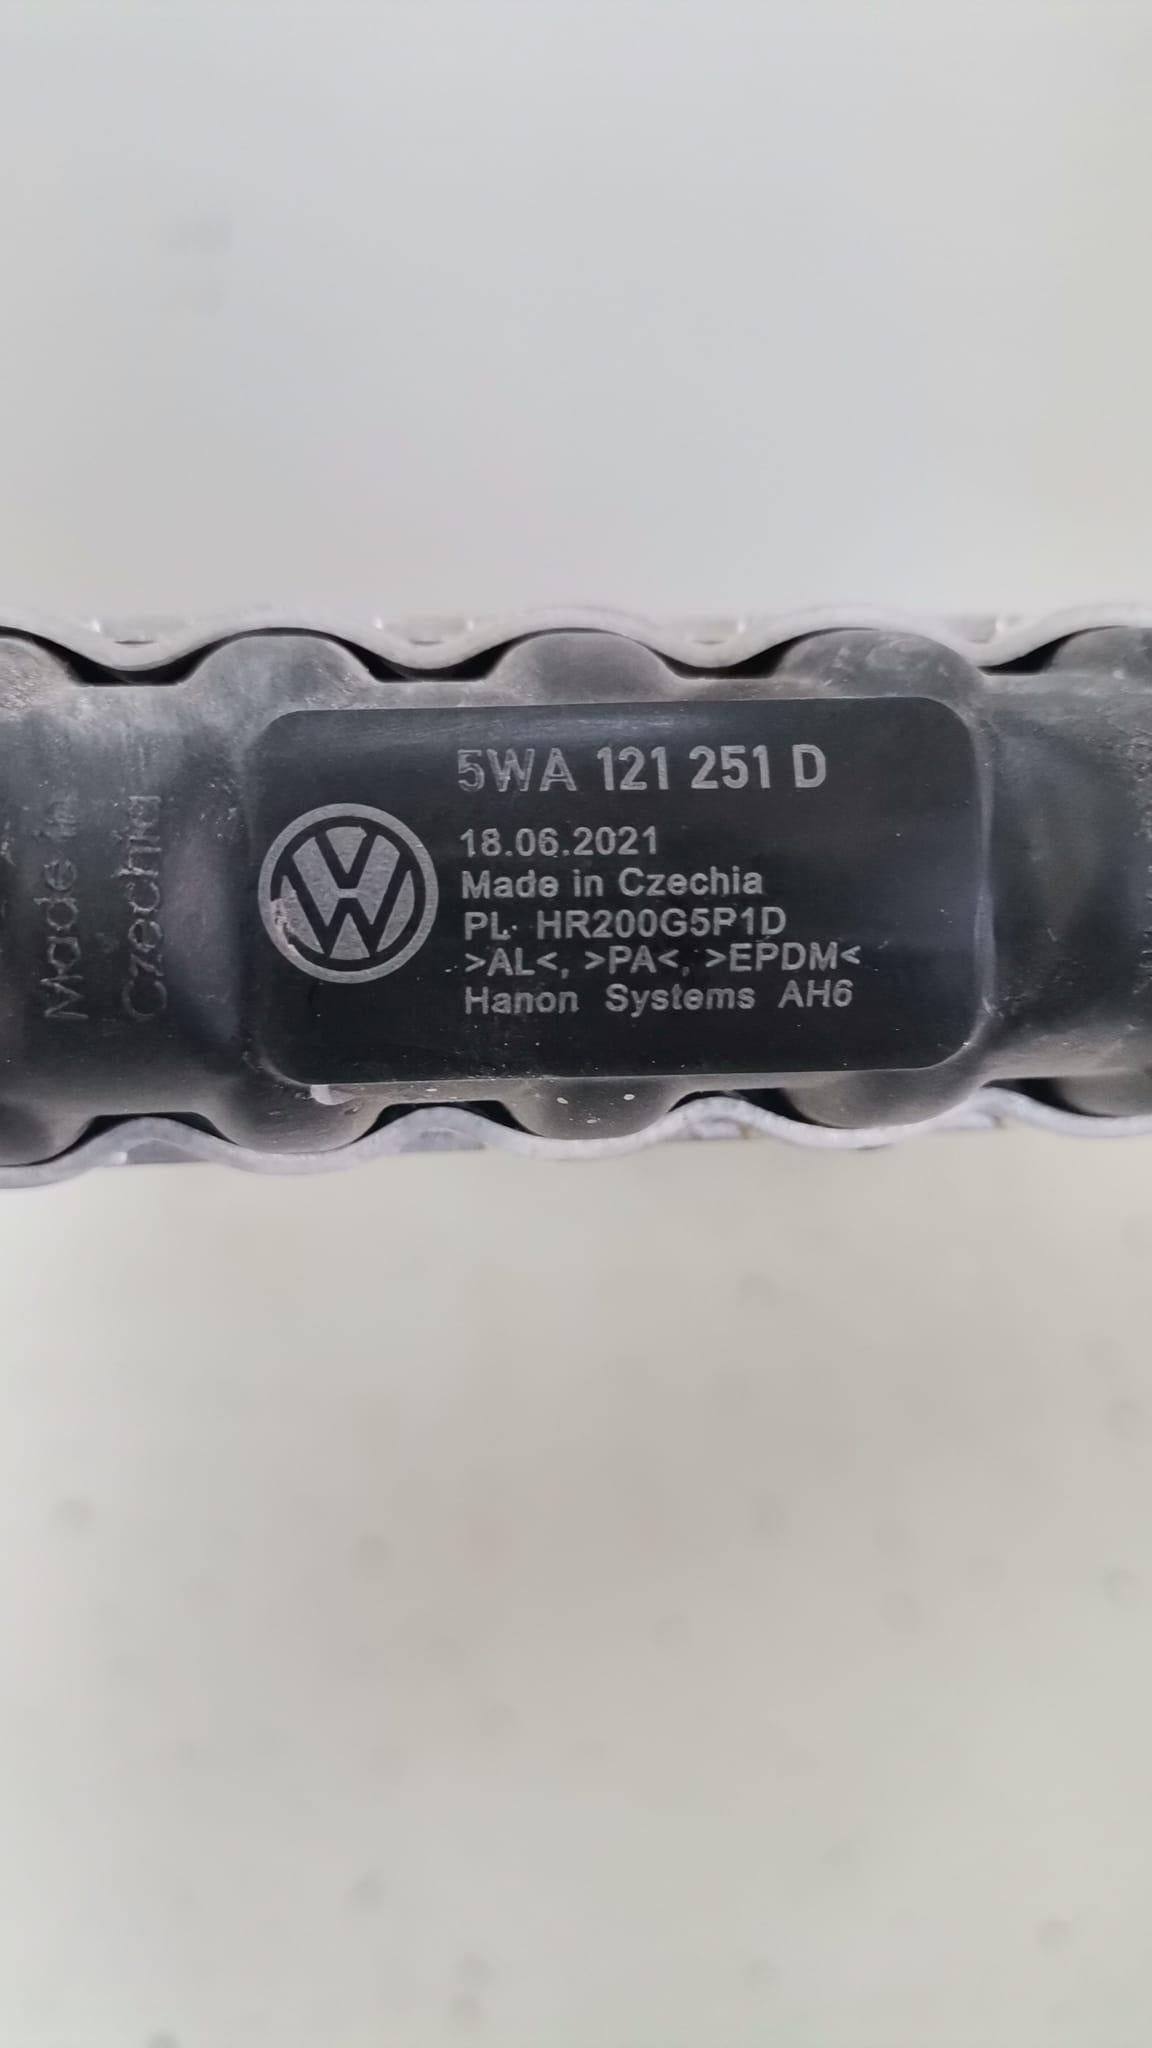 5WA 121 251 D
18.06.2021
Made in Czechia
PL HR200G5P1D
>AL<, >PA<, >EPDM<
Hanon Systems AH6
Made in
Czechia